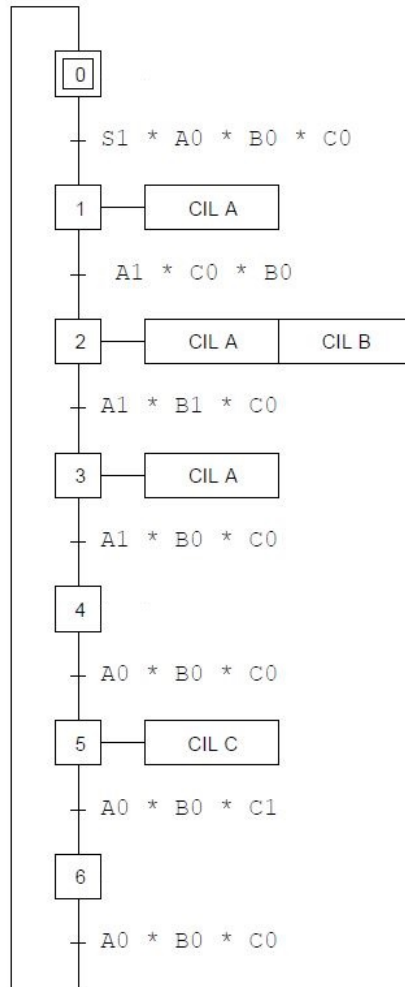 0
S1 * A0 * B0 * C0
1 CIL A
A1 * C0 * B0
2 CIL A CIL B
A1 * B1 * C0
3 CIL A
A1 * B0 * C0
4
A0 * B0 * C0
5 CIL C
A0 * B0 * C1
6
A0 * B0 * C0